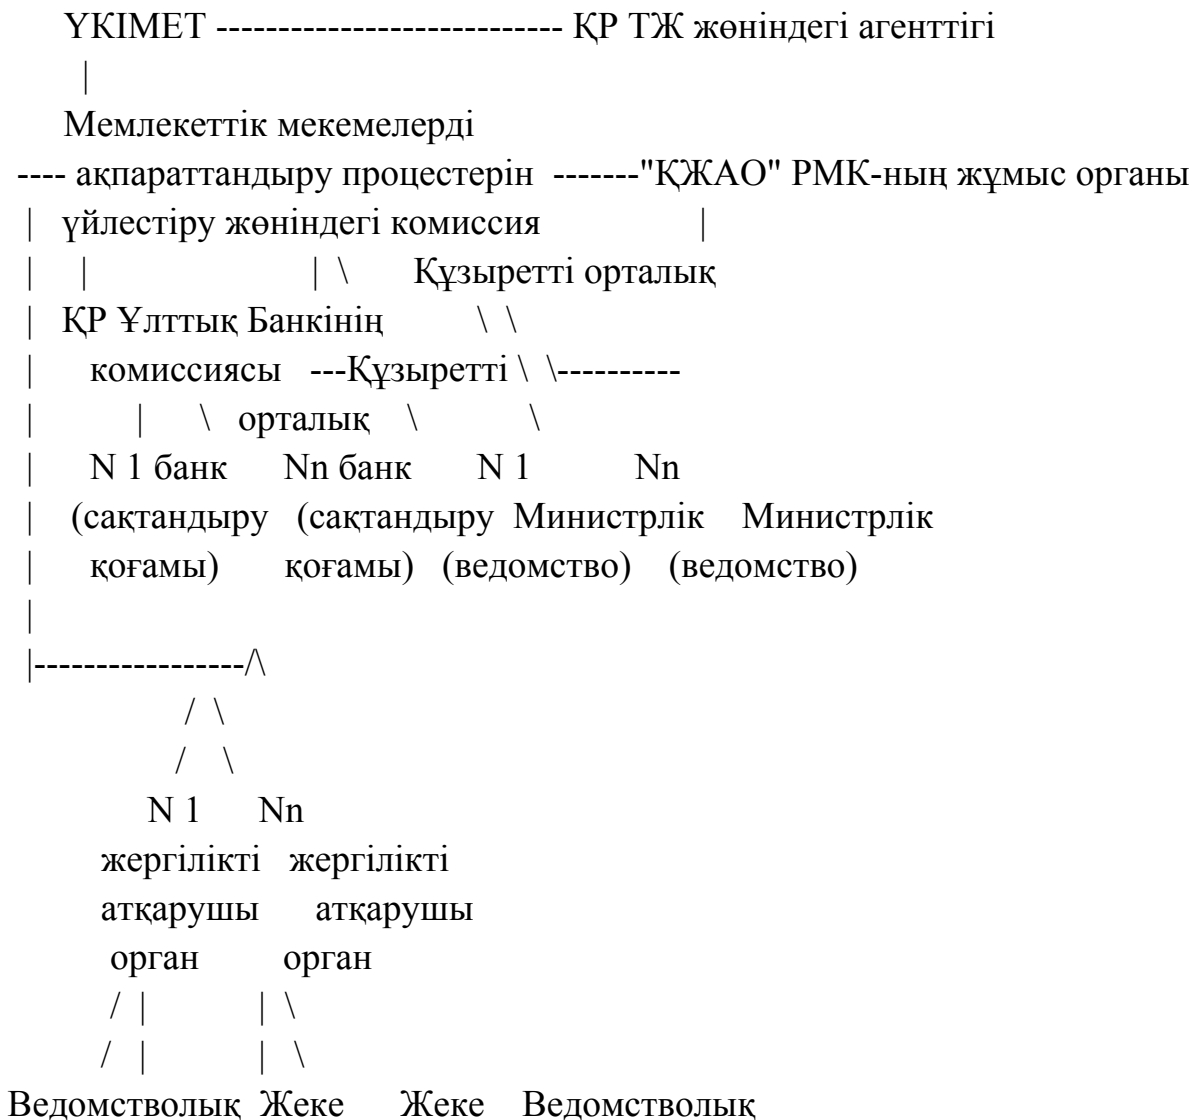 ҮКІМЕТ ---------------------------- ҚР ТЖ жөніндегі агенттігі
|
Мемлекеттік мекемелерді
---- ақпараттандыру процестерін -------"ҚЖАО" РМК-ның жұмыс органы
| үйлестіру жөніндегі комиссия |
| | | \ Құзыретті орталық
| ҚР Ұлттық Банкінің \ \
| комиссиясы ---Құзыретті \ \----------
| | \ орталық \ \
| N 1 банк Nn банк N 1 Nn
| (сақтандыру (сақтандыру Министрлік Министрлік
| қоғамы) қоғамы) (ведомство) (ведомство)
|
|-----------------/\
/ \
/ \
N 1 Nn
жергілікті жергілікті
атқарушы атқарушы
орган орган
/ | | \
/ | | \
Ведомстволық Жеке Жеке Ведомстволық